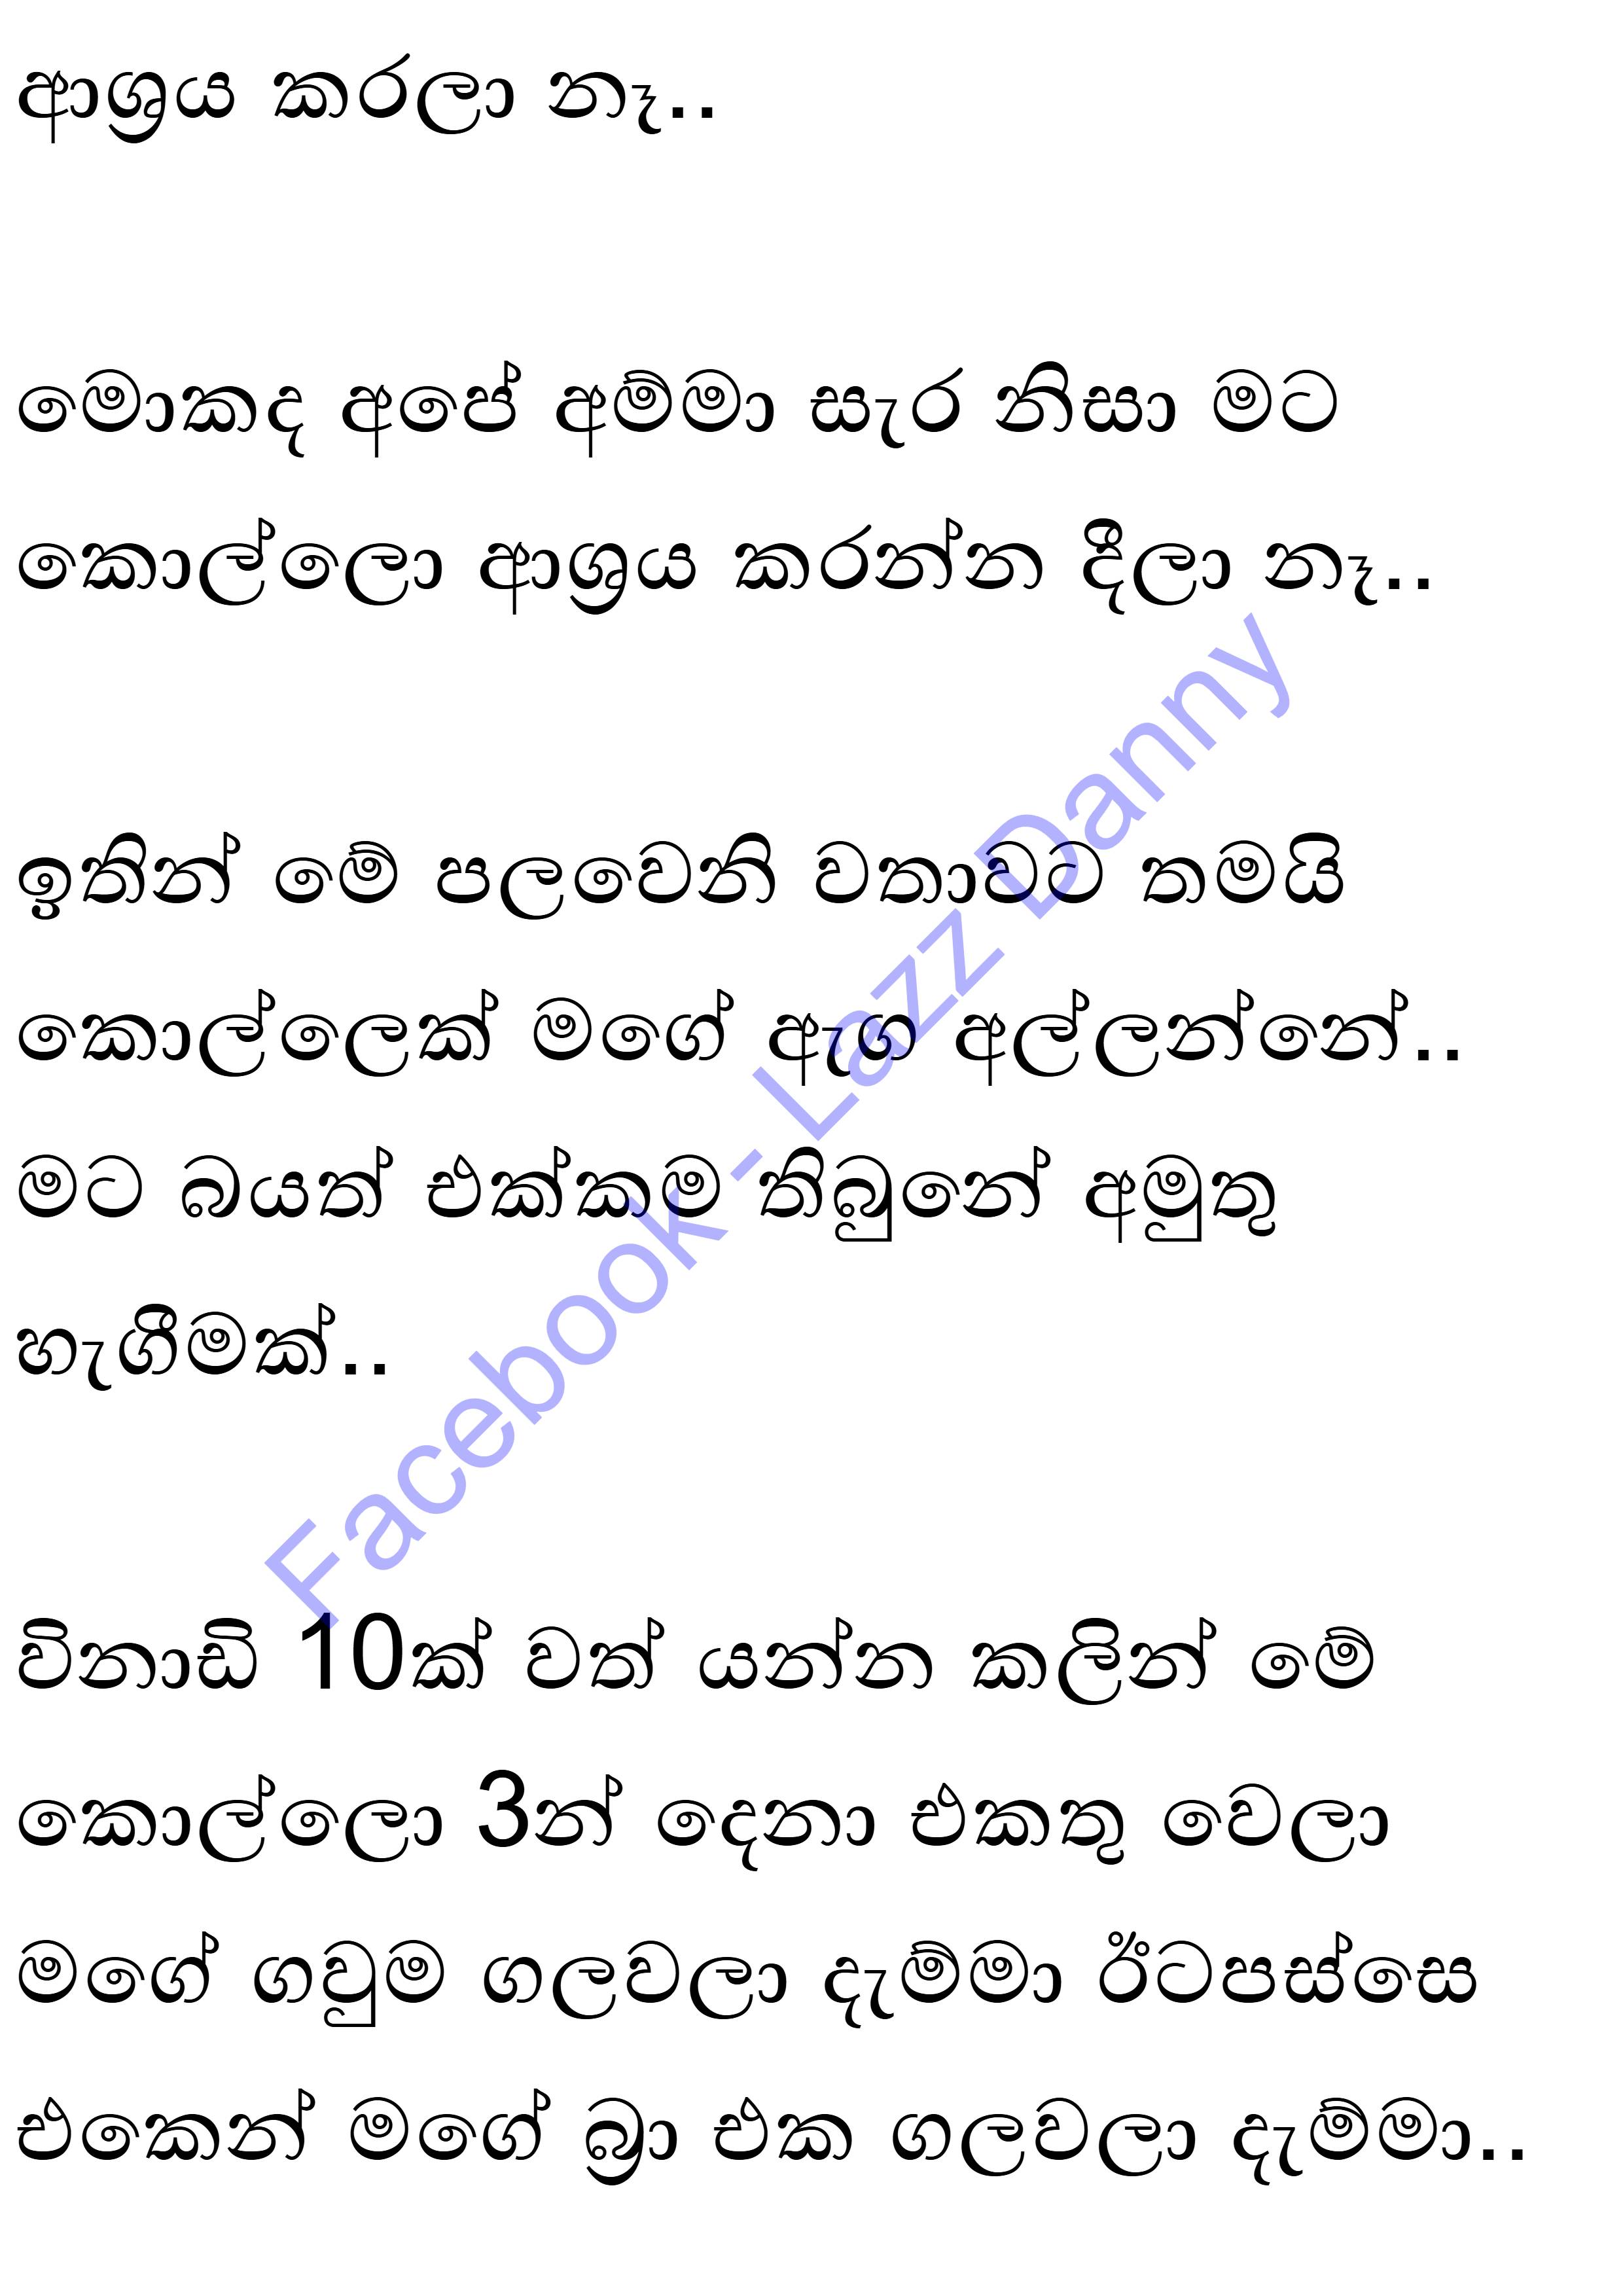 ආශ්‍රය කරලා නෑ..
මොකද අපේ අම්මා සැර නිසා මට
කොල්ලො ආශ්‍රය කරන්න දීලා නෑ..
ඉතින් මේ පලවෙනි වතාවට තමයි
කොල්ලෙක් මගේ ඇග අල්ලන්නේ..
මට බයත් එක්කම තිබුනේ අමුතු
හැගීමක්..
විනාඩි 10ක් වත් යන්න කලින් මේ
කොල්ලො 3න් දෙනා එකතු වෙලා
මගේ ගවුම ගලවලා දැම්මා ඊටපස්සෙ
එකෙන් මගේ බ්‍රා එක ගලවලා දැම්මා..
Facebook - Lazz Danny